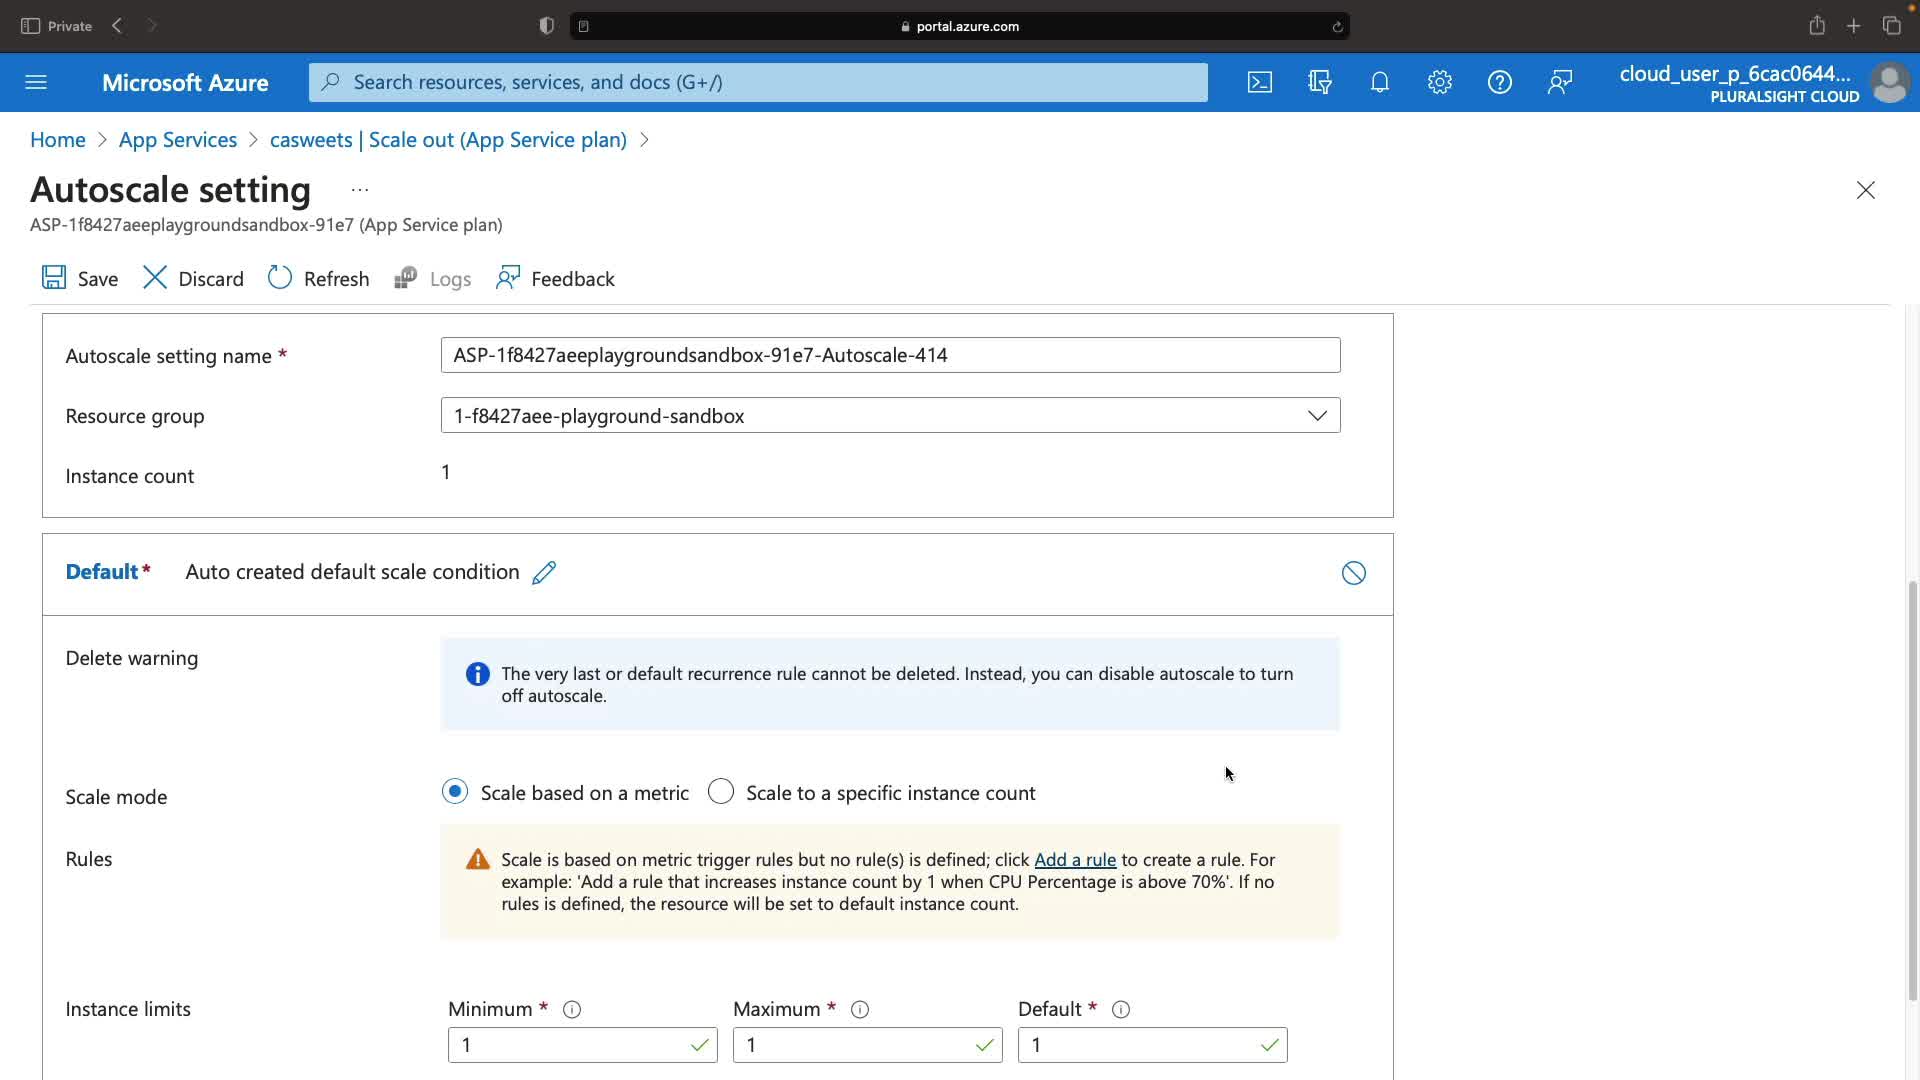 Private
portal.azure.com
Microsoft Azure
Search resources, services, and docs (G+/)
cloud_user_p_6cac0644...
PLURALSIGHT CLOUD
Home > App Services > casweets | Scale out (App Service plan) >
Autoscale setting ...
ASP-1f8427aeeplaygroundsandbox-91e7 (App Service plan)
Save Discard Refresh Logs Feedback
Autoscale setting name * ASP-1f8427aeeplaygroundsandbox-91e7-Autoscale-414
Resource group 1-f8427aee-playground-sandbox
Instance count 1
Default* Auto created default scale condition
Delete warning
The very last or default recurrence rule cannot be deleted. Instead, you can disable autoscale to turn
off autoscale.
Scale mode Scale based on a metric Scale to a specific instance count
Rules
Scale is based on metric trigger rules but no rule(s) is defined; click Add a rule to create a rule. For
example: 'Add a rule that increases instance count by 1 when CPU Percentage is above 70%'. If no
rules is defined, the resource will be set to default instance count.
Instance limits Minimum * Maximum * Default *
1 1 1